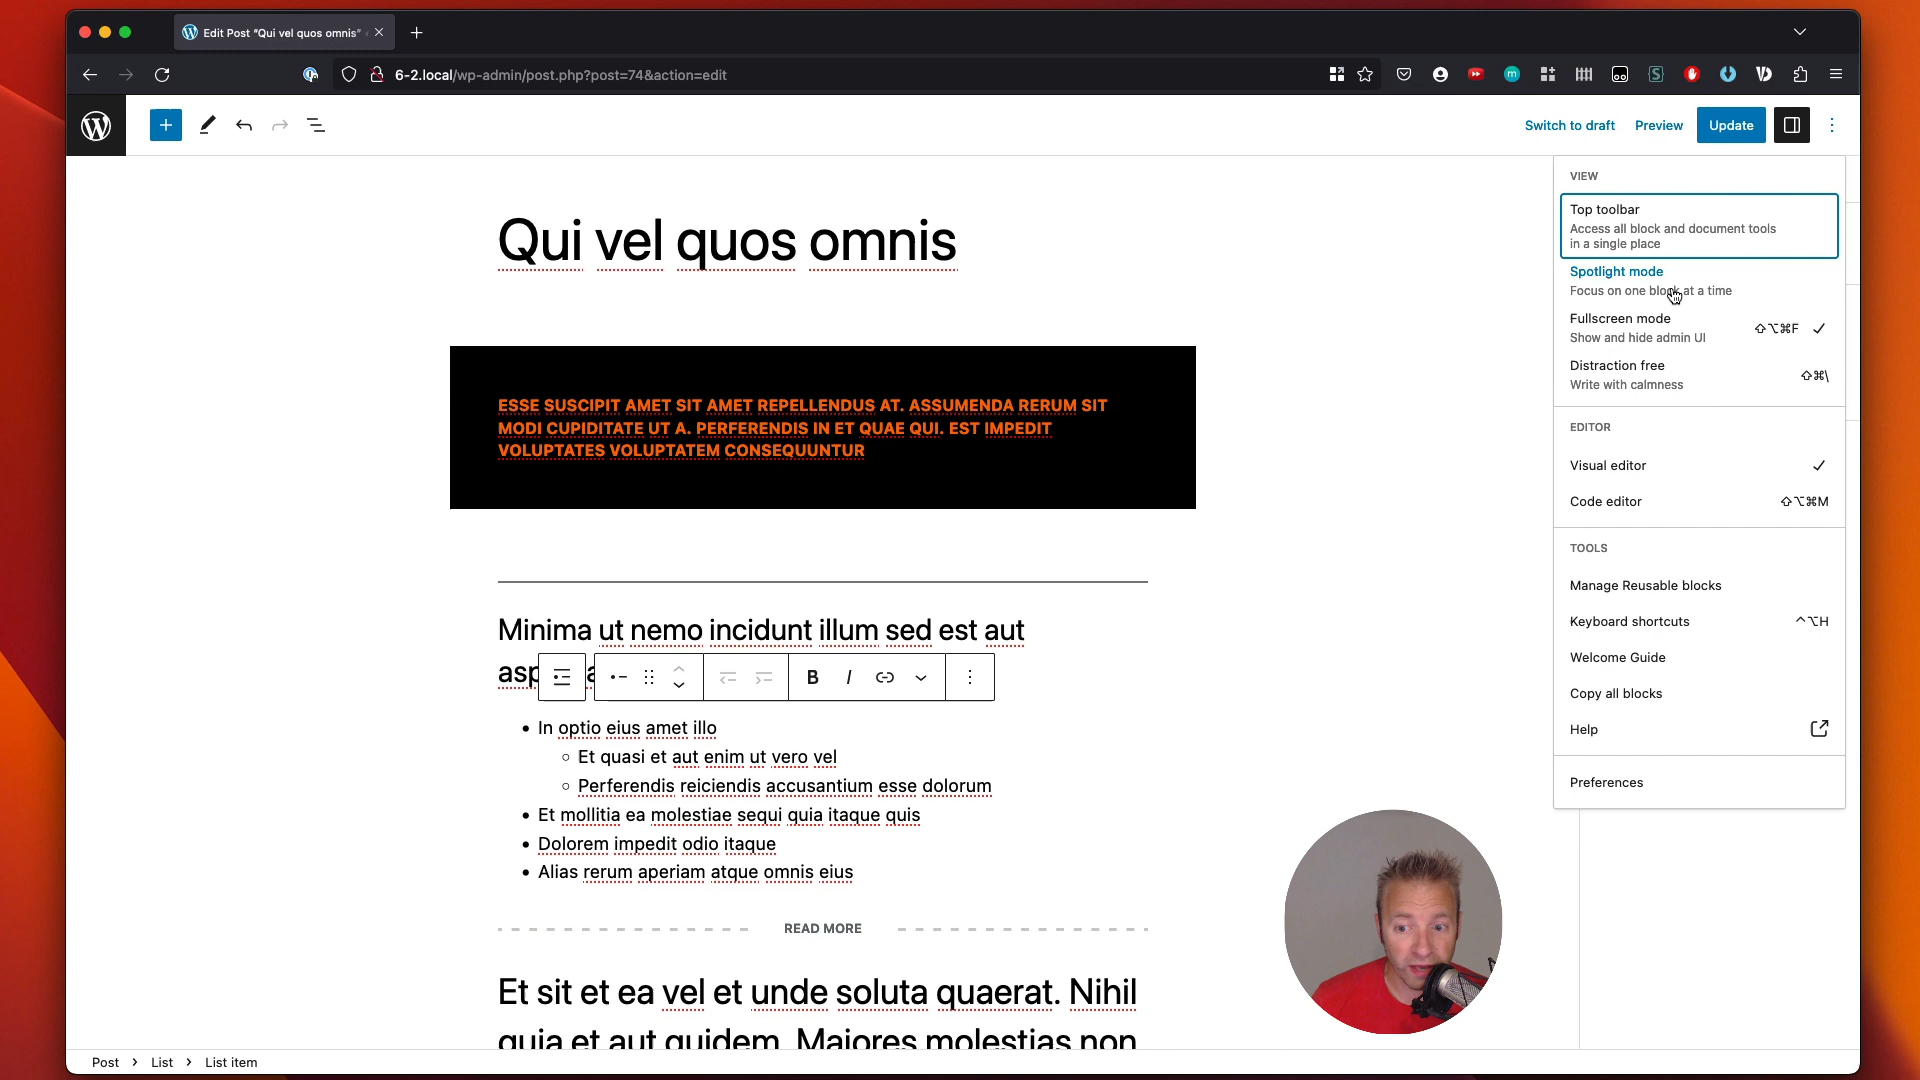 Edit Post “Qui vel quos omnis”
6-2.local/wp-admin/post.php?post=74&action=edit
Switch to draft
Preview
Update
Qui vel quos omnis
ESSE SUSCIPIT AMET SIT AMET REPELLENDUS AT. ASSUMENDA RERUM SIT
MODI CUPIDITATE UT A. PERFERENDIS IN ET QUAE QUI. EST IMPEDIT
VOLUPTATES VOLUPTATEM CONSEQUUNTUR
Minima ut nemo incidunt illum sed est aut
B I
In optio eius amet illo
Et quasi et aut enim ut vero vel
Perferendis reiciendis accusantium esse dolorum
Et mollitia ea molestiae sequi quia itaque quis
Dolorem impedit odio itaque
Alias rerum aperiam atque omnis eius
READ MORE
Et sit et ea vel et unde soluta quaerat. Nihil
quia et aut quidem. Maiores molestias non
VIEW
Top toolbar
Access all block and document tools
in a single place
Spotlight mode
Focus on one block at a time
Fullscreen mode ⇧⌥⌘F
Show and hide admin UI
Distraction free ⇧⌘\
Write with calmness
EDITOR
Visual editor
Code editor ⇧⌥⌘M
TOOLS
Manage Reusable blocks
Keyboard shortcuts ⌃⌥H
Welcome Guide
Copy all blocks
Help
Preferences
Post › List › List item